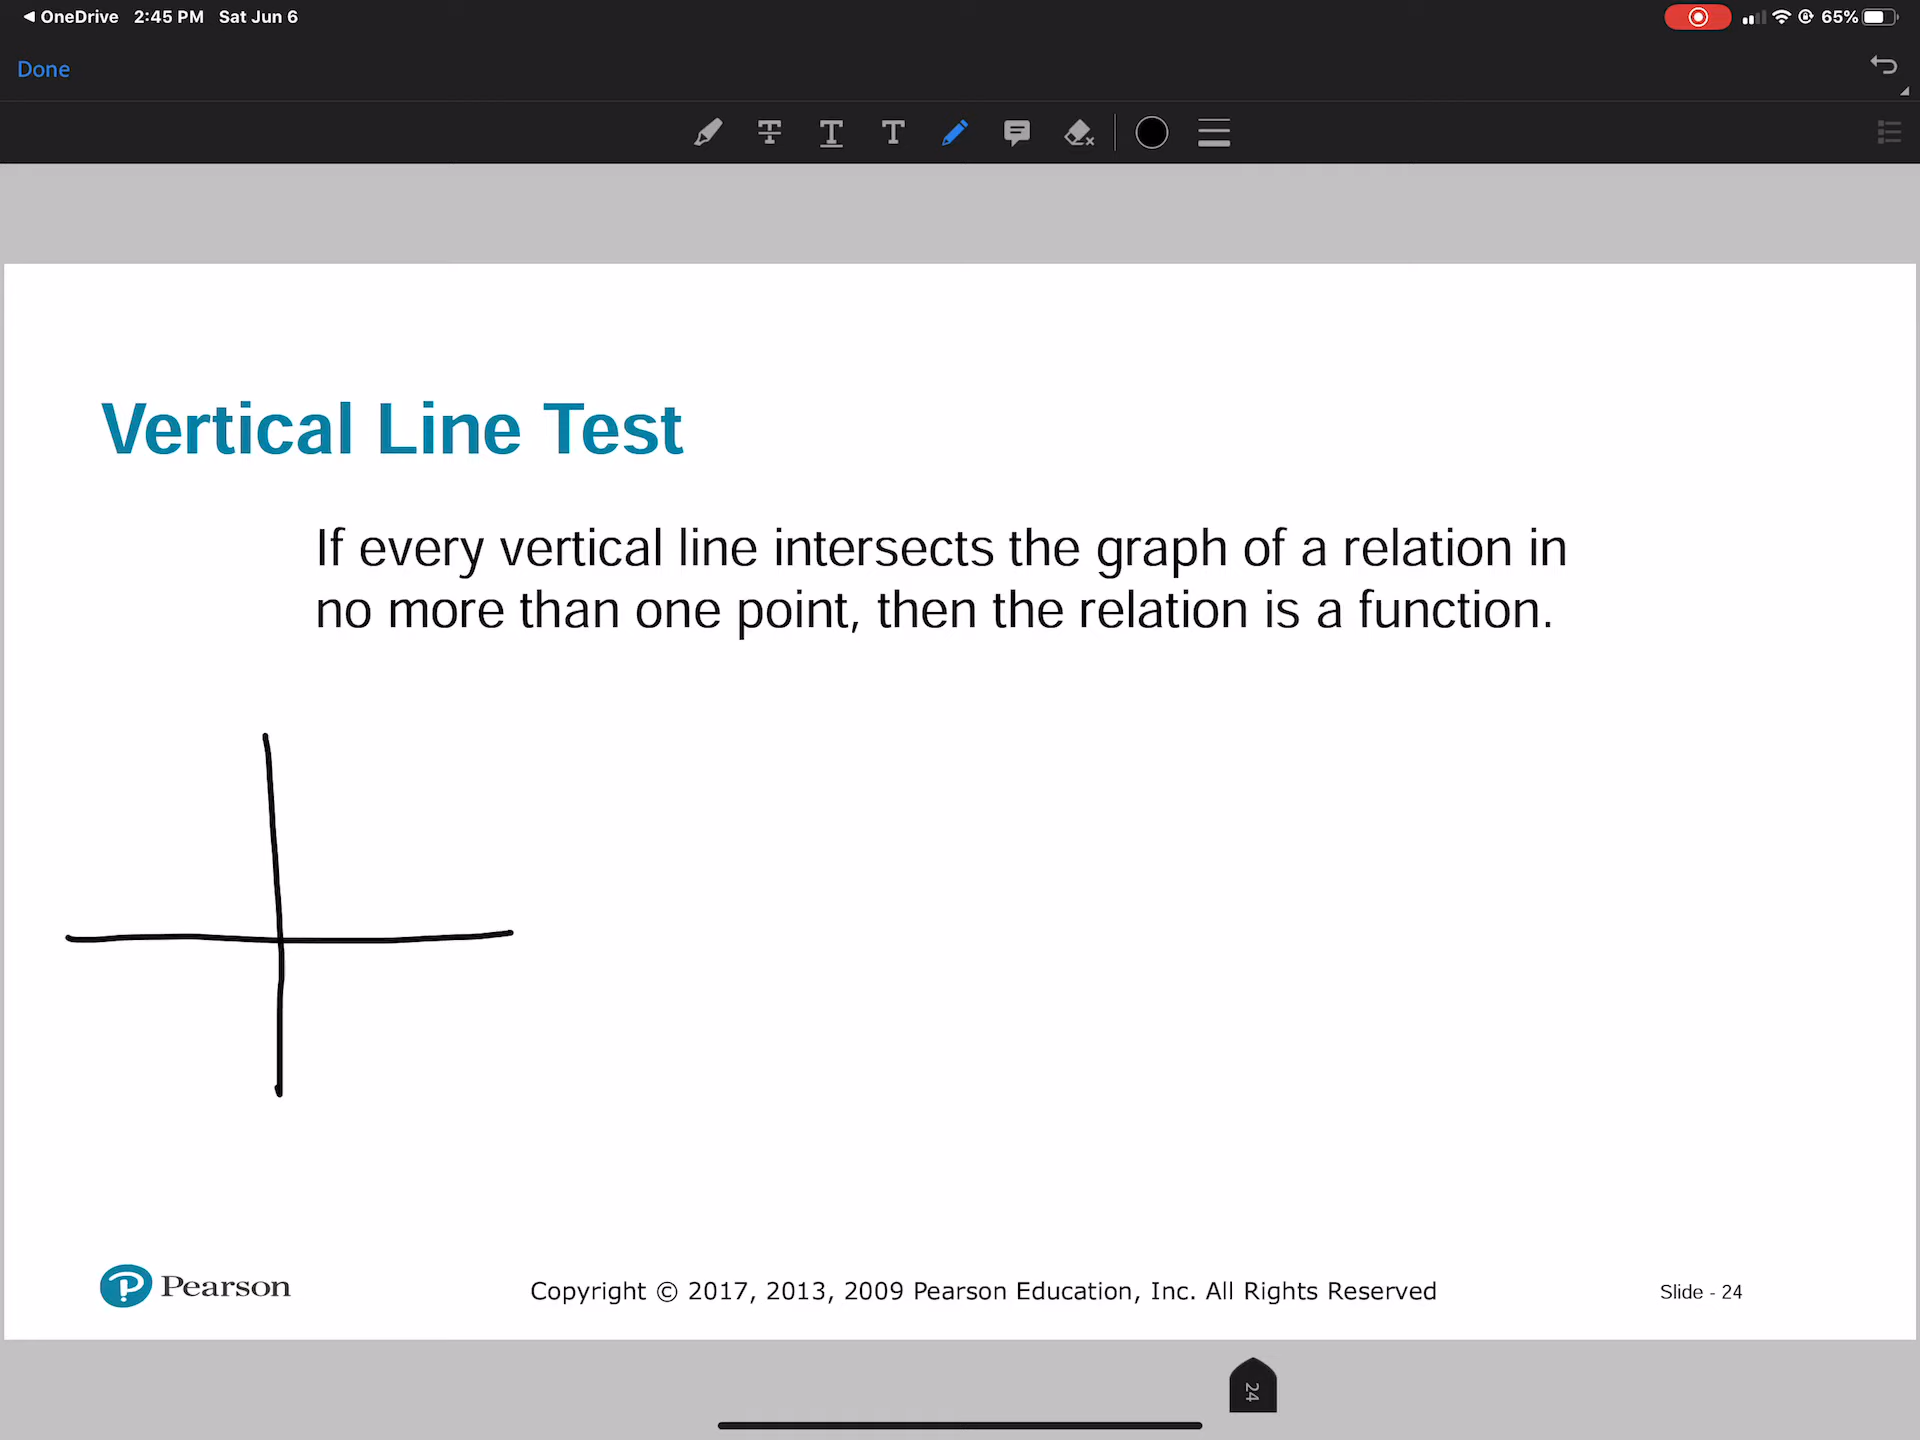 OneDrive 2:45 PM Sat Jun 6 65%
Done
T T T
Vertical Line Test
If every vertical line intersects the graph of a relation in
no more than one point, then the relation is a function.
Pearson Copyright © 2017, 2013, 2009 Pearson Education, Inc. All Rights Reserved Slide - 24
24